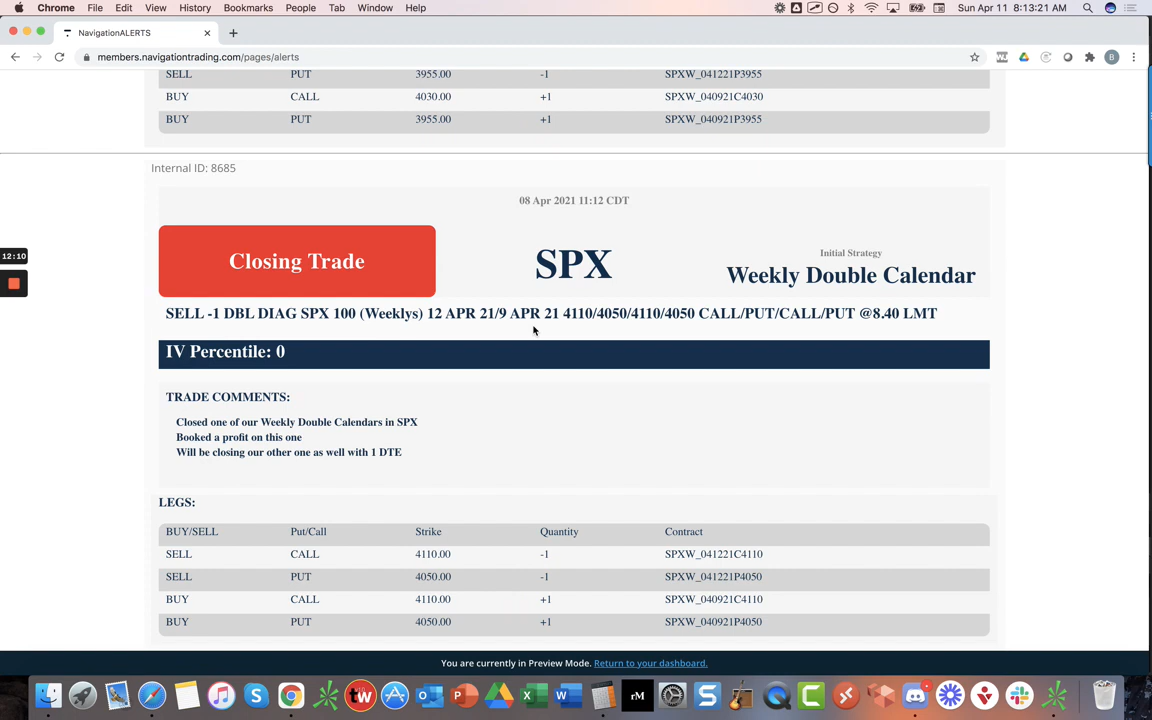 Chrome File Edit View History Bookmarks People Tab Window Help Sun Apr 11 8:13:21 AM
NavigationALERTS
members.navigationtrading.com/pages/alerts
B
SELL PUT 3955.00 -1 SPXW_041221P3955
BUY CALL 4030.00 +1 SPXW_040921C4030
BUY PUT 3955.00 +1 SPXW_040921P3955
Internal ID: 8685
08 Apr 2021 11:12 CDT
Closing Trade
SPX
Initial Strategy
Weekly Double Calendar
12:10
SELL -1 DBL DIAG SPX 100 (Weeklys) 12 APR 21/9 APR 21 4110/4050/4110/4050 CALL/PUT/CALL/PUT @8.40 LMT
IV Percentile: 0
TRADE COMMENTS:
Closed one of our Weekly Double Calendars in SPX
Booked a profit on this one
Will be closing our other one as well with 1 DTE
LEGS:
BUY/SELL Put/Call Strike Quantity Contract
SELL CALL 4110.00 -1 SPXW_041221C4110
SELL PUT 4050.00 -1 SPXW_041221P4050
BUY CALL 4110.00 +1 SPXW_040921C4110
BUY PUT 4050.00 +1 SPXW_040921P4050
You are currently in Preview Mode. Return to your dashboard.
tw
rM